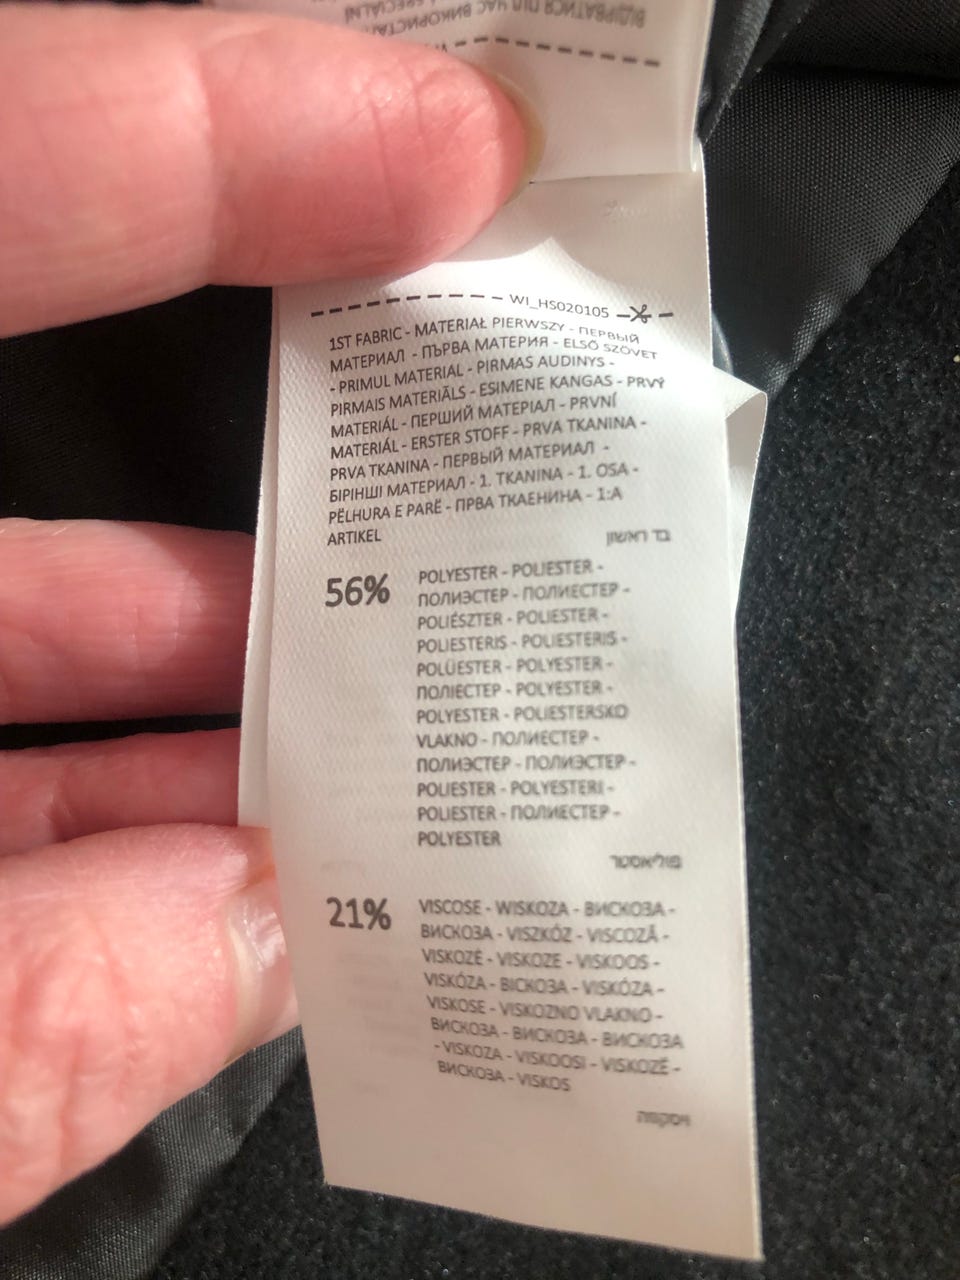 WI_HS020105
1ST FABRIC - MATERIAŁ PIERWSZY - ПЕРВЫЙ
МАТЕРИАЛ - ПЪРВА МАТЕРИЯ - ELSŐ SZÖVET
- PRIMUL MATERIAL - PIRMAS AUDINYS -
PIRMAIS MATERIĀLS - ESIMENE KANGAS - PRVÝ
MATERIÁL - ПЕРШИЙ МАТЕРІАЛ - PRVNÍ
MATERIÁL - ERSTER STOFF - PRVA TKANINA -
PRVA TKANINA - ПЕРВЫЙ МАТЕРИАЛ -
БІРІНШІ МАТЕРИАЛ - 1. TKANINA - 1. OSA -
PËLHURA E PARË - ПРВА ТКАЕНИНА - 1:A
ARTIKEL
בד ראשון
56% POLYESTER - POLIESTER -
ПОЛИЭСТЕР - ПОЛИЕСТЕР -
POLIÉSZTER - POLIESTER -
POLIESTERIS - POLIESTERIS -
POLÜESTER - POLYESTER -
ПОЛІЕСТЕР - POLYESTER -
POLYESTER - POLIESTERSKO
VLAKNO - ПОЛИЕСТЕР -
ПОЛИЭСТЕР - ПОЛИЭСТЕР -
POLIESTER - POLYESTERI -
POLIESTER - ПОЛИЕСТЕР -
POLYESTER
פוליאסטר
21% VISCOSE - WISKOZA - ВИСКОЗА -
ВИСКОЗА - VISZKÓZ - VISCOZĂ -
VISKOZĖ - VISKOZE - VISKOOS -
VISKÓZA - ВІСКОЗА - VISKÓZA -
VISKOSE - VISKOZNO VLAKNO -
ВИСКОЗА - ВИСКОЗА - ВИСКОЗА
- VISKOZA - VISKOOSI - VISKOZË -
ВИСКОЗА - VISKOS
ויסקוזה